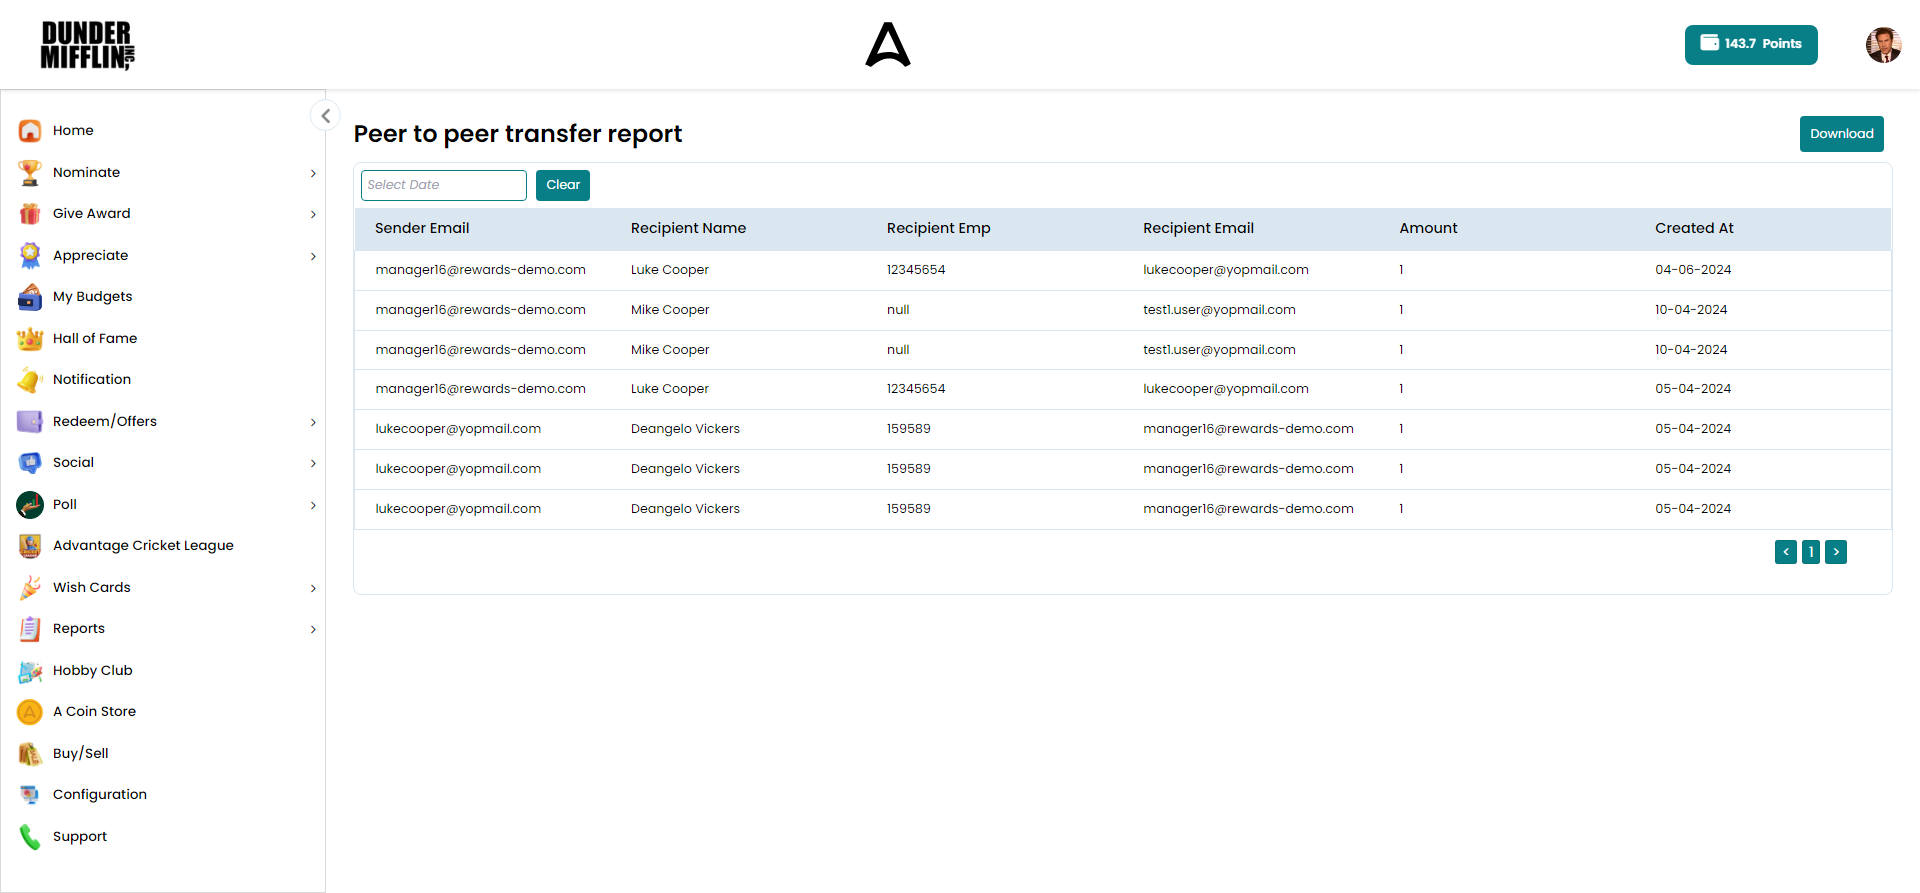 DUNDER
MIFFLIN INC,
143.7 Points
Home
Nominate
Give Award
Appreciate
My Budgets
Hall of Fame
Notification
Redeem/Offers
Social
Poll
Advantage Cricket League
Wish Cards
Reports
Hobby Club
A Coin Store
Buy/Sell
Configuration
Support
Peer to peer transfer report
Download
Select Date Clear
Sender Email Recipient Name Recipient Emp Recipient Email Amount Created At
manager16@rewards-demo.com Luke Cooper 12345654 lukecooper@yopmail.com 1 04-06-2024
manager16@rewards-demo.com Mike Cooper null test1.user@yopmail.com 1 10-04-2024
manager16@rewards-demo.com Mike Cooper null test1.user@yopmail.com 1 10-04-2024
manager16@rewards-demo.com Luke Cooper 12345654 lukecooper@yopmail.com 1 05-04-2024
lukecooper@yopmail.com Deangelo Vickers 159589 manager16@rewards-demo.com 1 05-04-2024
lukecooper@yopmail.com Deangelo Vickers 159589 manager16@rewards-demo.com 1 05-04-2024
lukecooper@yopmail.com Deangelo Vickers 159589 manager16@rewards-demo.com 1 05-04-2024
< 1 >